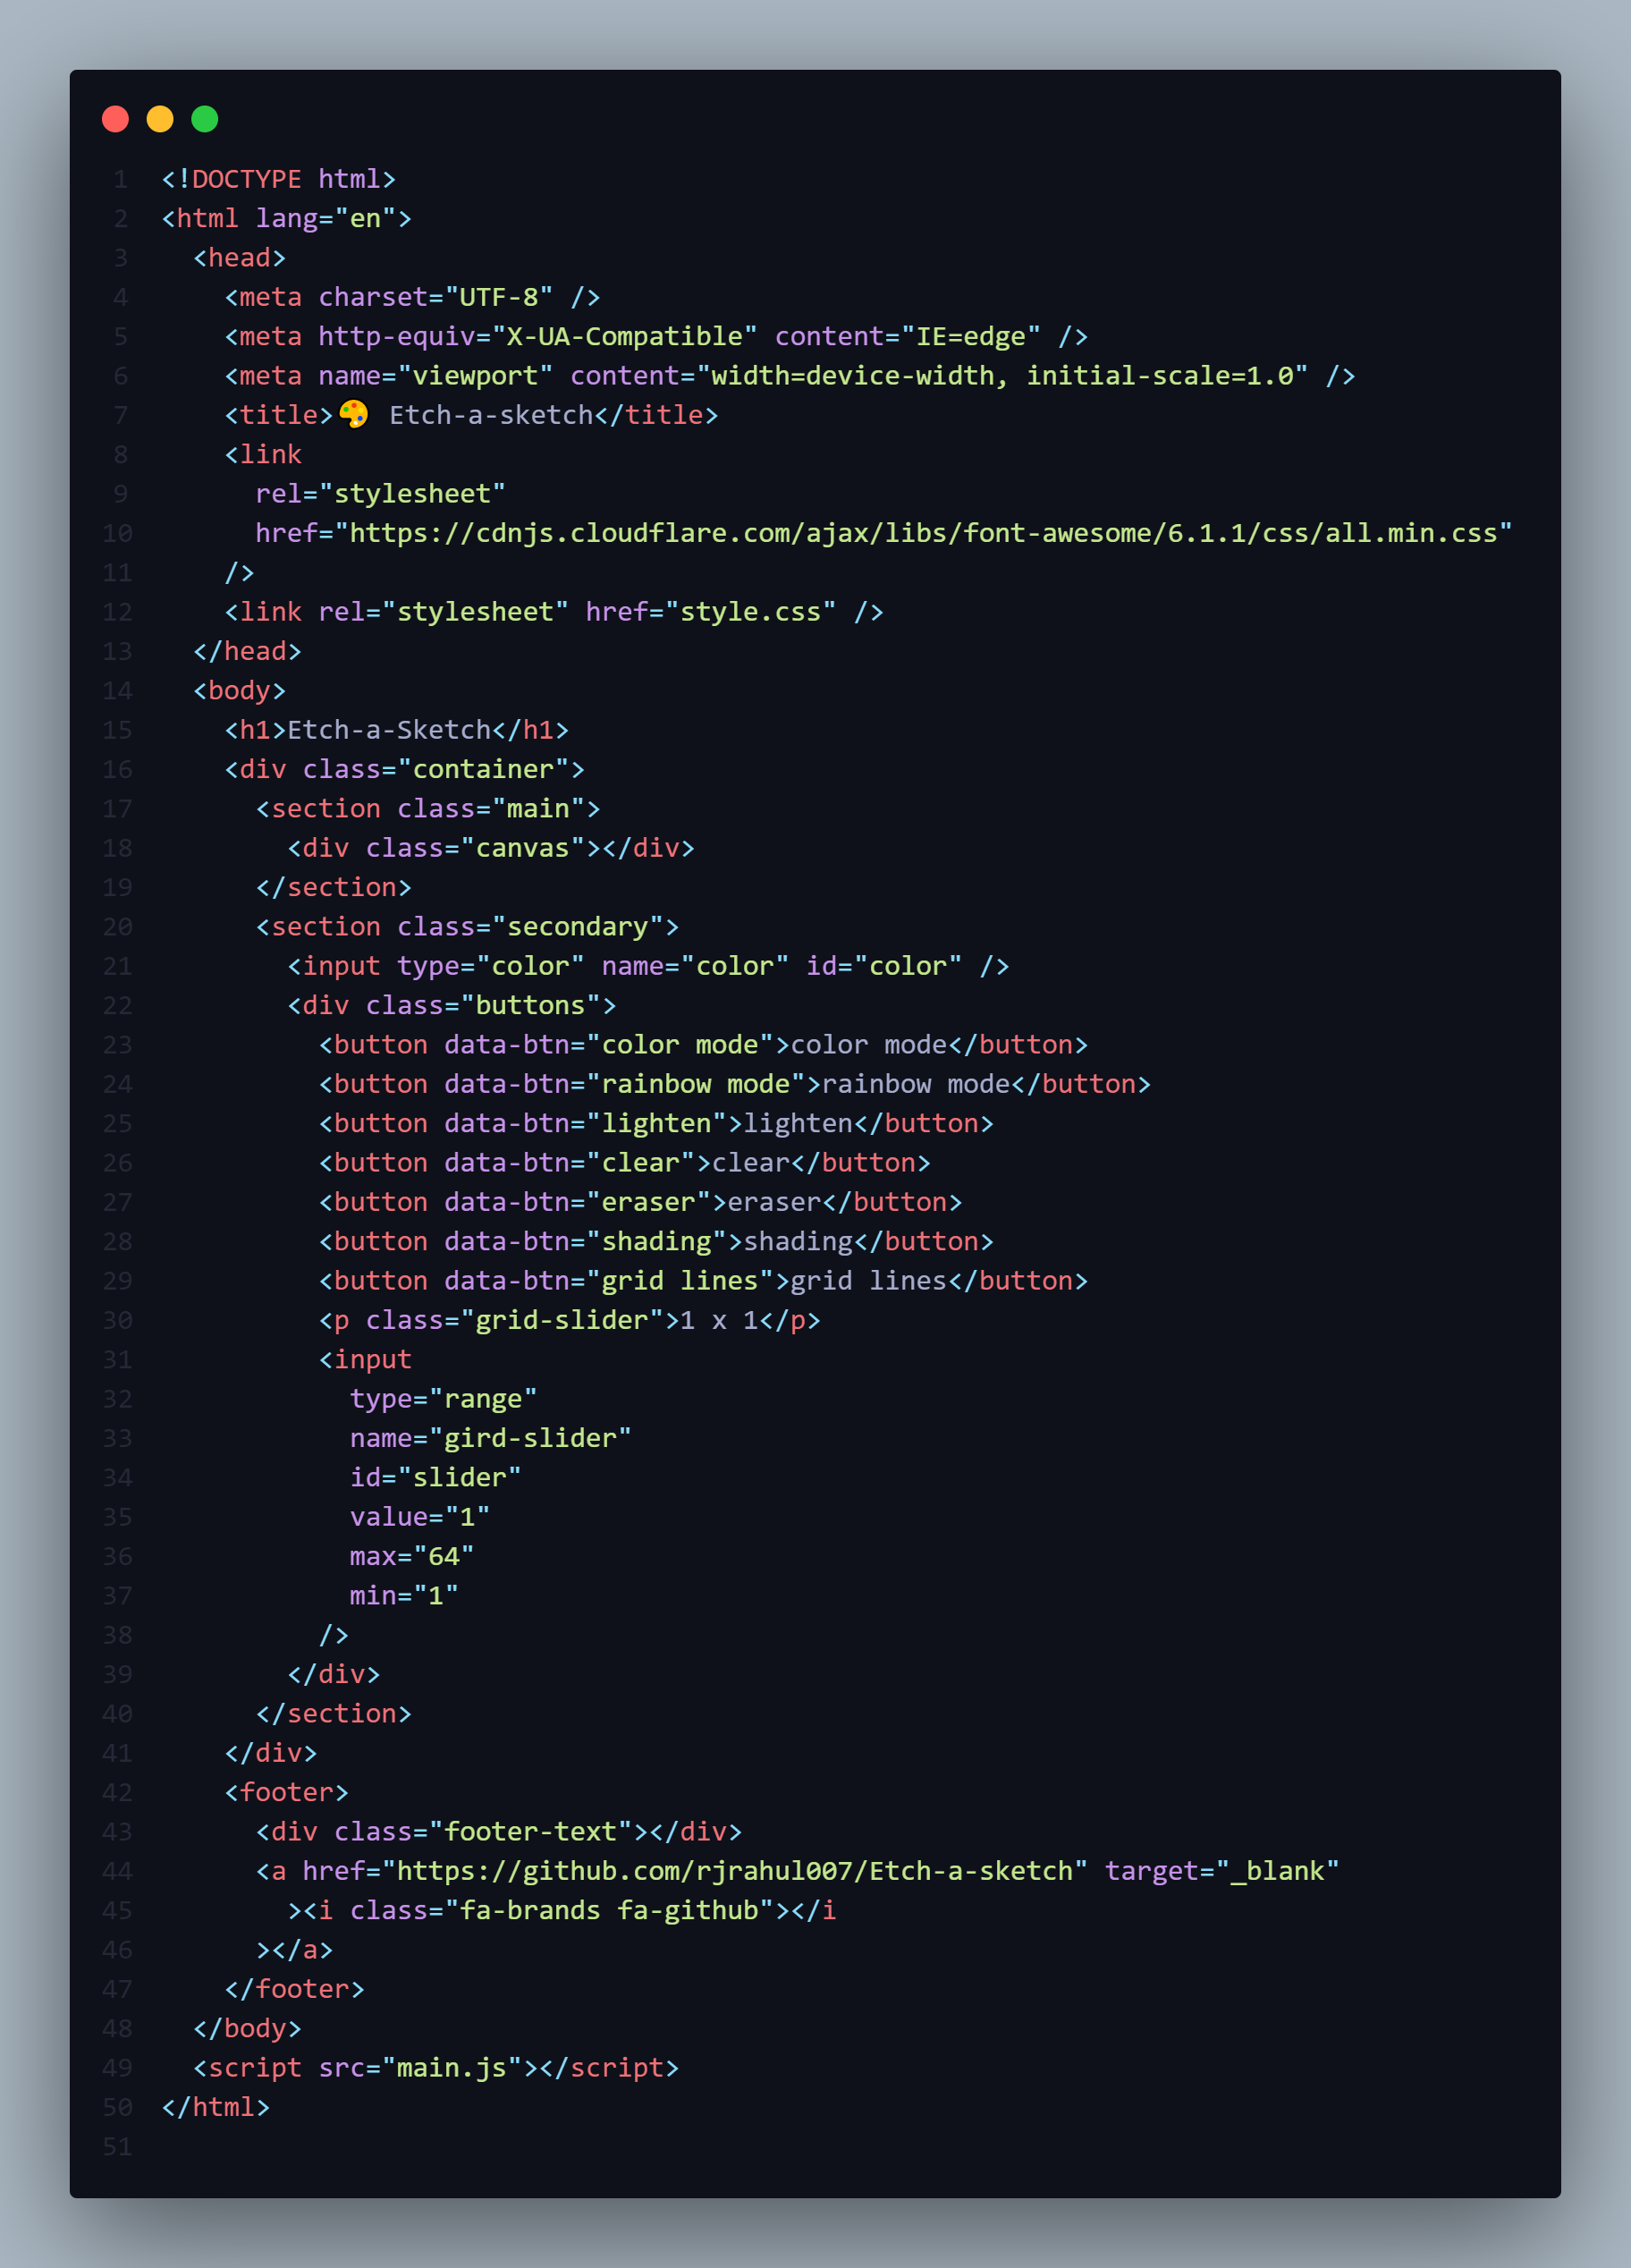 1 <!DOCTYPE html>
2 <html lang="en">
3   <head>
4     <meta charset="UTF-8" />
5     <meta http-equiv="X-UA-Compatible" content="IE=edge" />
6     <meta name="viewport" content="width=device-width, initial-scale=1.0" />
7     <title>🎨 Etch-a-sketch</title>
8     <link
9       rel="stylesheet"
10       href="https://cdnjs.cloudflare.com/ajax/libs/font-awesome/6.1.1/css/all.min.css"
11     />
12     <link rel="stylesheet" href="style.css" />
13   </head>
14   <body>
15     <h1>Etch-a-Sketch</h1>
16     <div class="container">
17       <section class="main">
18         <div class="canvas"></div>
19       </section>
20       <section class="secondary">
21         <input type="color" name="color" id="color" />
22         <div class="buttons">
23           <button data-btn="color mode">color mode</button>
24           <button data-btn="rainbow mode">rainbow mode</button>
25           <button data-btn="lighten">lighten</button>
26           <button data-btn="clear">clear</button>
27           <button data-btn="eraser">eraser</button>
28           <button data-btn="shading">shading</button>
29           <button data-btn="grid lines">grid lines</button>
30           <p class="grid-slider">1 x 1</p>
31           <input
32             type="range"
33             name="gird-slider"
34             id="slider"
35             value="1"
36             max="64"
37             min="1"
38           />
39         </div>
40       </section>
41     </div>
42     <footer>
43       <div class="footer-text"></div>
44       <a href="https://github.com/rjrahul007/Etch-a-sketch" target="_blank"
45         ><i class="fa-brands fa-github"></i
46       ></a>
47     </footer>
48   </body>
49   <script src="main.js"></script>
50 </html>
51